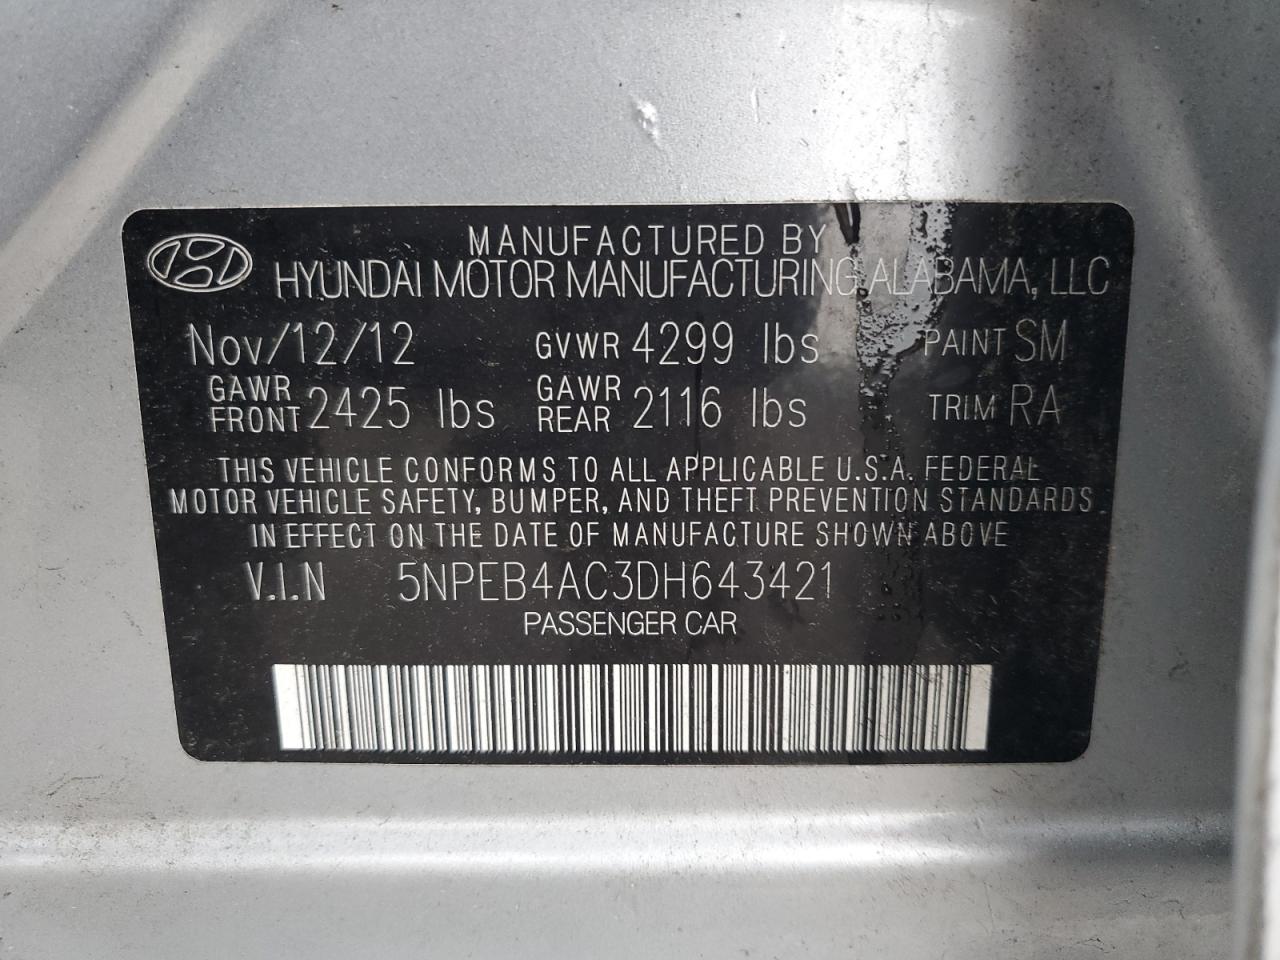 MANUFACTURED BY
HYUNDAI MOTOR MANUFACTURING ALABAMA, LLC
Nov/12/12 GVWR 4299 lbs PAINT SM
GAWR FRONT 2425 lbs GAWR REAR 2116 lbs TRIM RA
THIS VEHICLE CONFORMS TO ALL APPLICABLE U.S.A. FEDERAL
MOTOR VEHICLE SAFETY, BUMPER, AND THEFT PREVENTION STANDARDS
IN EFFECT ON THE DATE OF MANUFACTURE SHOWN ABOVE
V.I.N 5NPEB4AC3DH643421
PASSENGER CAR